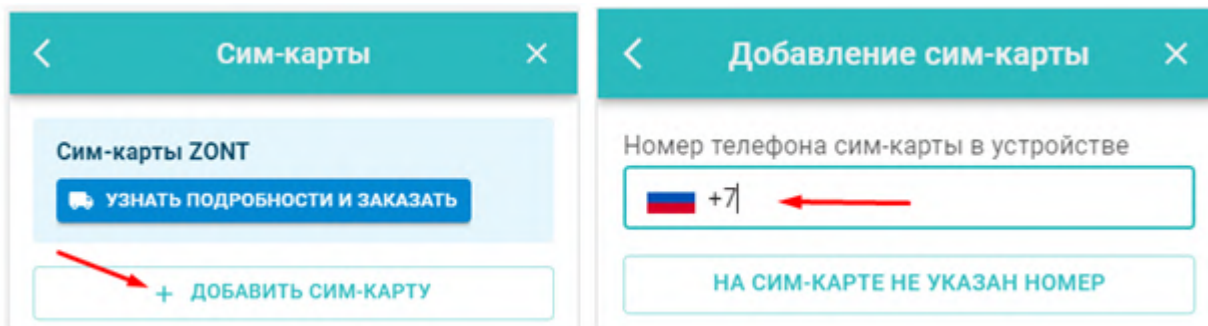 Сим-карты
Сим-карты ZONT
УЗНАТЬ ПОДРОБНОСТИ И ЗАКАЗАТЬ
+ ДОБАВИТЬ СИМ-КАРТУ
Добавление сим-карты
Номер телефона сим-карты в устройстве
+7
НА СИМ-КАРТЕ НЕ УКАЗАН НОМЕР